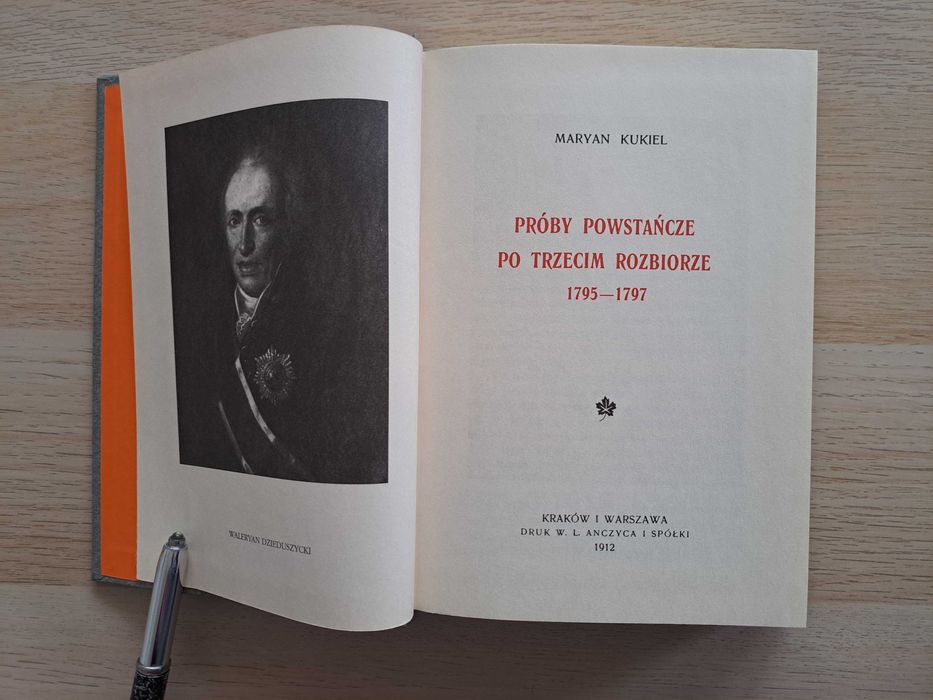 WALERYAN DZIEDUSZYCKI
MARYAN KUKIEL
PRÓBY POWSTAŃCZE
PO TRZECIM ROZBIORZE
1795—1797
KRAKÓW I WARSZAWA
DRUK W. L. ANCZYCA I SPÓŁKI
1912